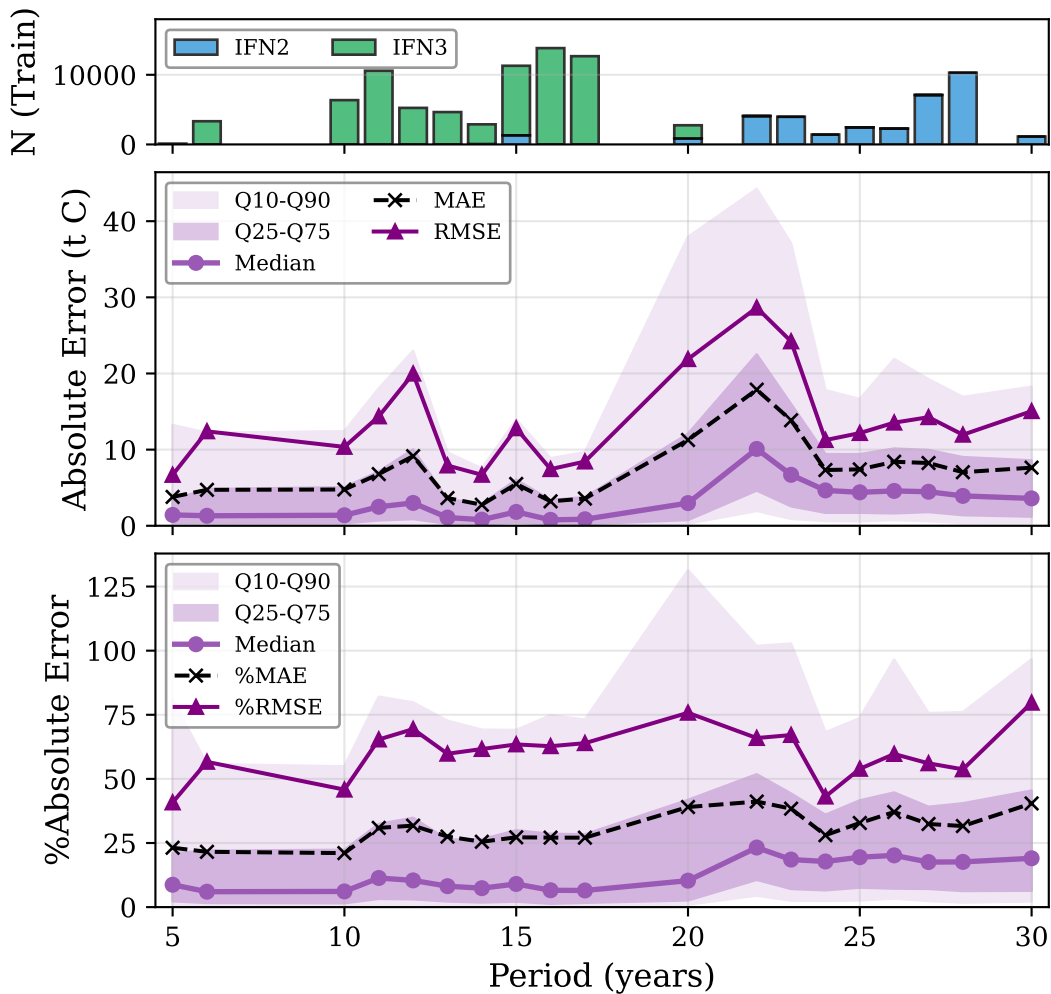 N (Train)
10000
0
IFN2 IFN3
Absolute Error (t C)
40
30
20
10
0
Q10-Q90 MAE
Q25-Q75 RMSE
Median
%Absolute Error
125
100
75
50
25
0
Q10-Q90
Q25-Q75
Median
%MAE
%RMSE
5 10 15 20 25 30
Period (years)